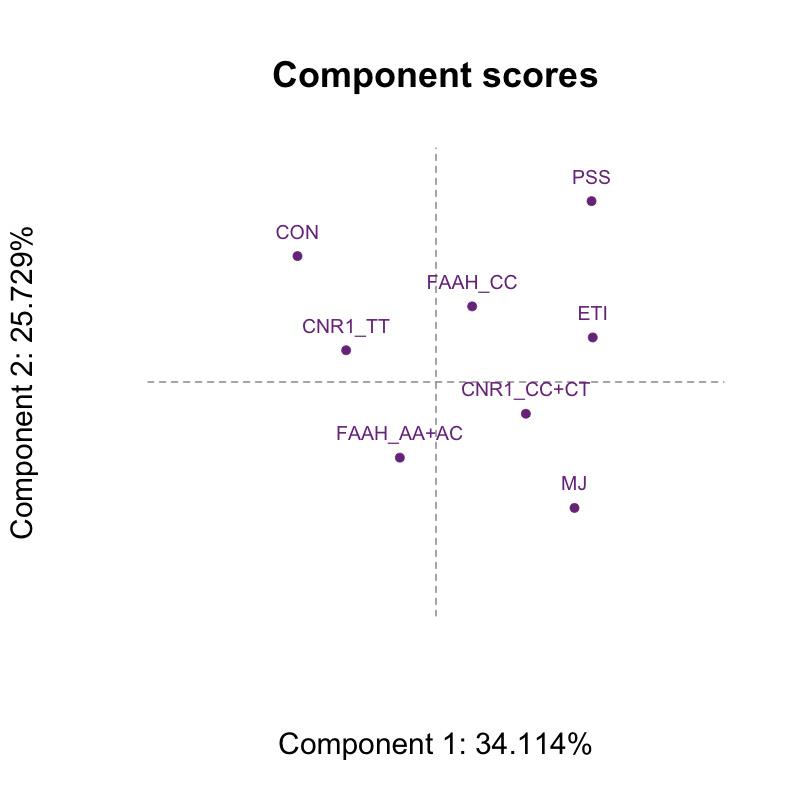 Component scores
PSS
CON
FAAH_CC
ETI
CNR1_TT
CNR1_CC+CT
FAAH_AA+AC
MJ
Component 2: 25.729%
Component 1: 34.114%